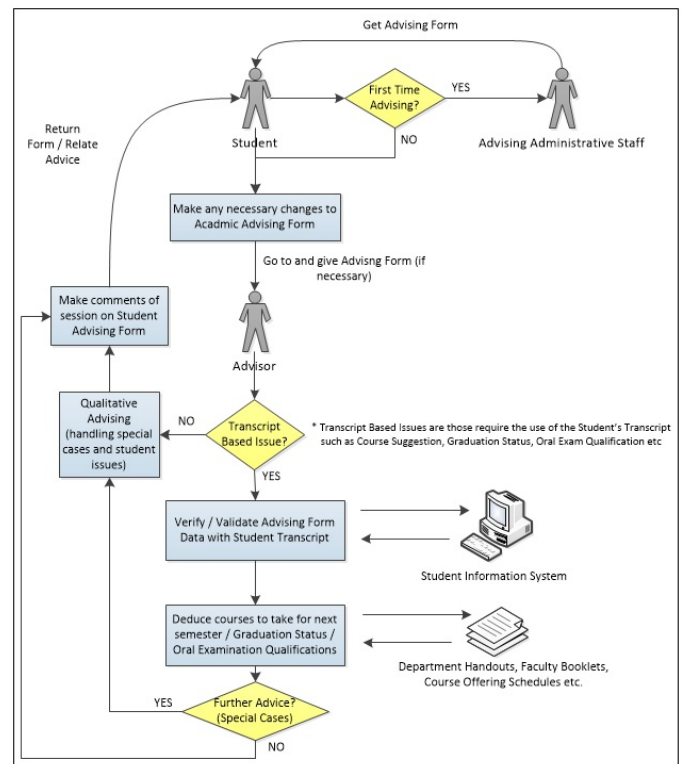 Get Advising Form
First Time
Advising?
YES
NO
Student
Advising Administrative Staff
Return
Form / Relate
Advice
Make any necessary changes to
Acadmic Advising Form
Go to and give Advisng Form (if
necessary)
Make comments of
session on Student
Advising Form
Advisor
Qualitative
Advising
(handling special
cases and student
issues)
NO
Transcript
Based Issue?
* Transcript Based Issues are those require the use of the Student's Transcript
such as Course Suggestion, Graduation Status, Oral Exam Qualification etc
YES
Verify / Validate Advising Form
Data with Student Transcript
Student Information System
Deduce courses to take for next
semester / Graduation Status /
Oral Examination Qualifications
Department Handouts, Faculty Booklets,
Course Offering Schedules etc.
YES
Further Advice?
(Special Cases)
NO